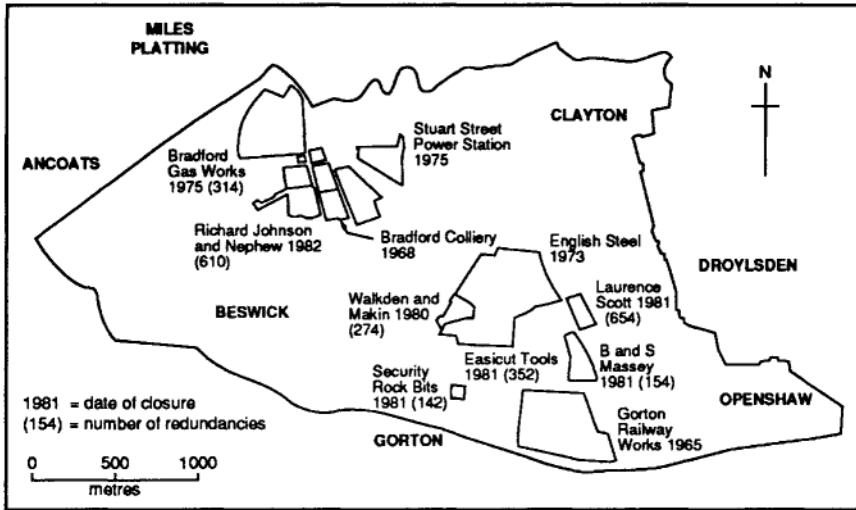 MILES
PLATTING
N
CLAYTON
Stuart Street
Power Station
1975
ANCOATS
Bradford
Gas Works
1975 (314)
Richard Johnson
and Nephew 1982
(610)
Bradford Colliery
1968
English Steel
1973
DROYLSDEN
Laurence
Scott 1981
(654)
BESWICK
Walkden and
Makin 1980
(274)
Easicut Tools
1981 (352)
B and S
Massey
1981 (154)
Security
Rock Bits
1981 (142)
OPENSHAW
1981 = date of closure
(154) = number of redundancies
Gorton
Railway
Works 1965
GORTON
0 500 1000
metres